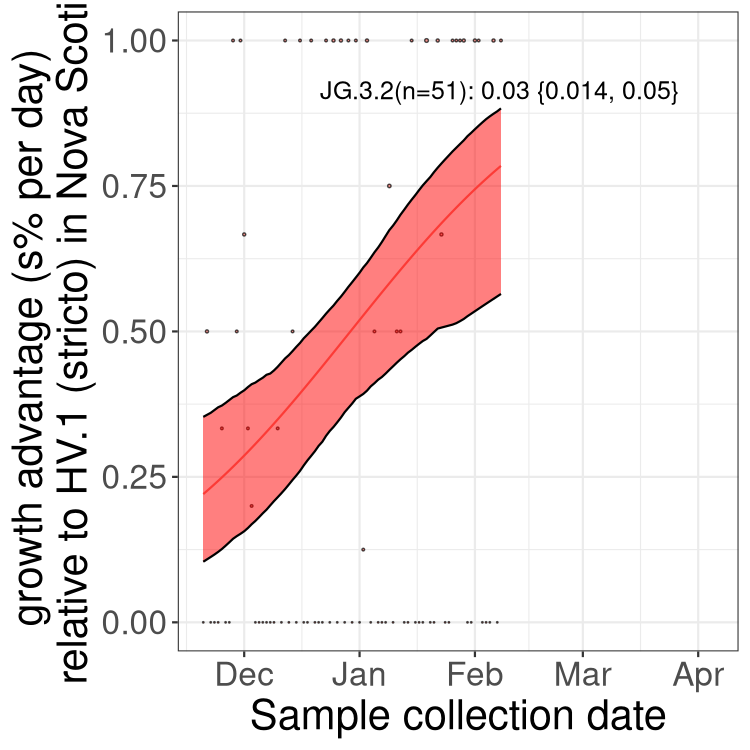 growth advantage (s% per day)
relative to HV.1 (stricto) in Nova Scoti
1.00
0.75
0.50
0.25
0.00
JG.3.2(n=51): 0.03 {0.014, 0.05}
Dec Jan Feb Mar Apr
Sample collection date